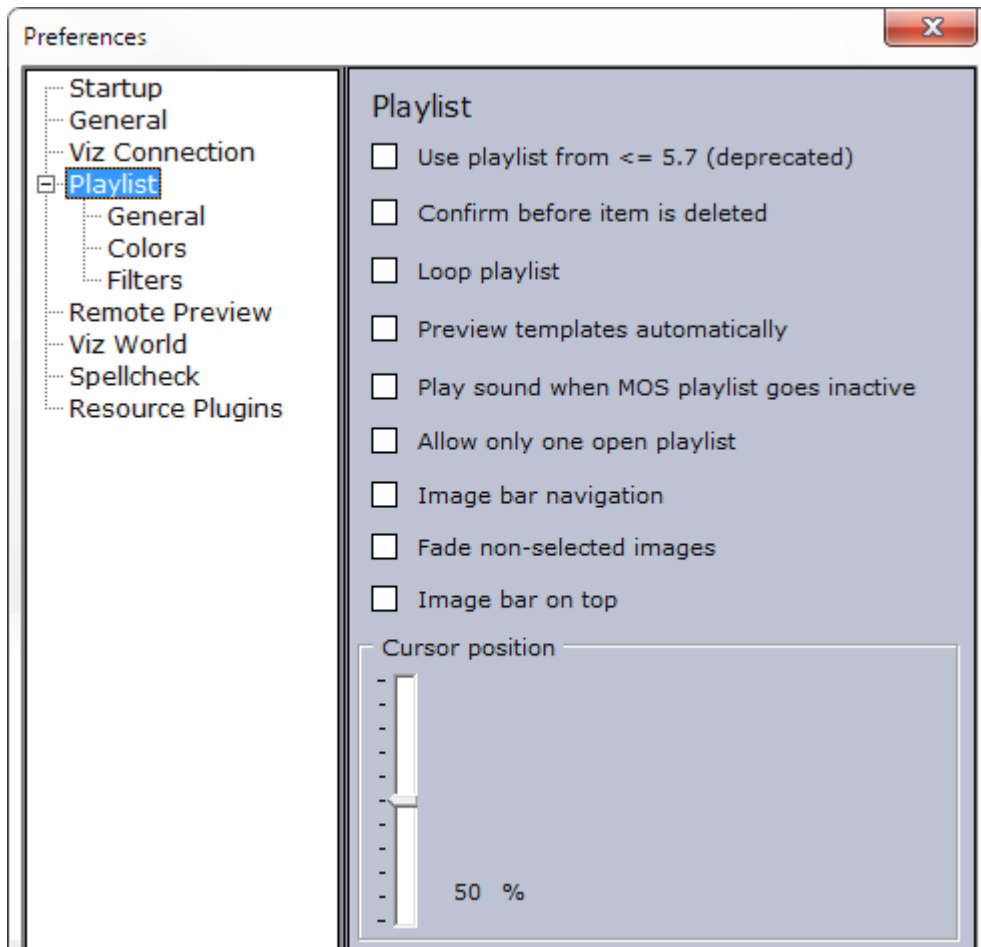 Preferences
Startup
General
Viz Connection
Playlist
General
Colors
Filters
Remote Preview
Viz World
Spellcheck
Resource Plugins
Playlist
Use playlist from <= 5.7 (deprecated)
Confirm before item is deleted
Loop playlist
Preview templates automatically
Play sound when MOS playlist goes inactive
Allow only one open playlist
Image bar navigation
Fade non-selected images
Image bar on top
Cursor position
50 %